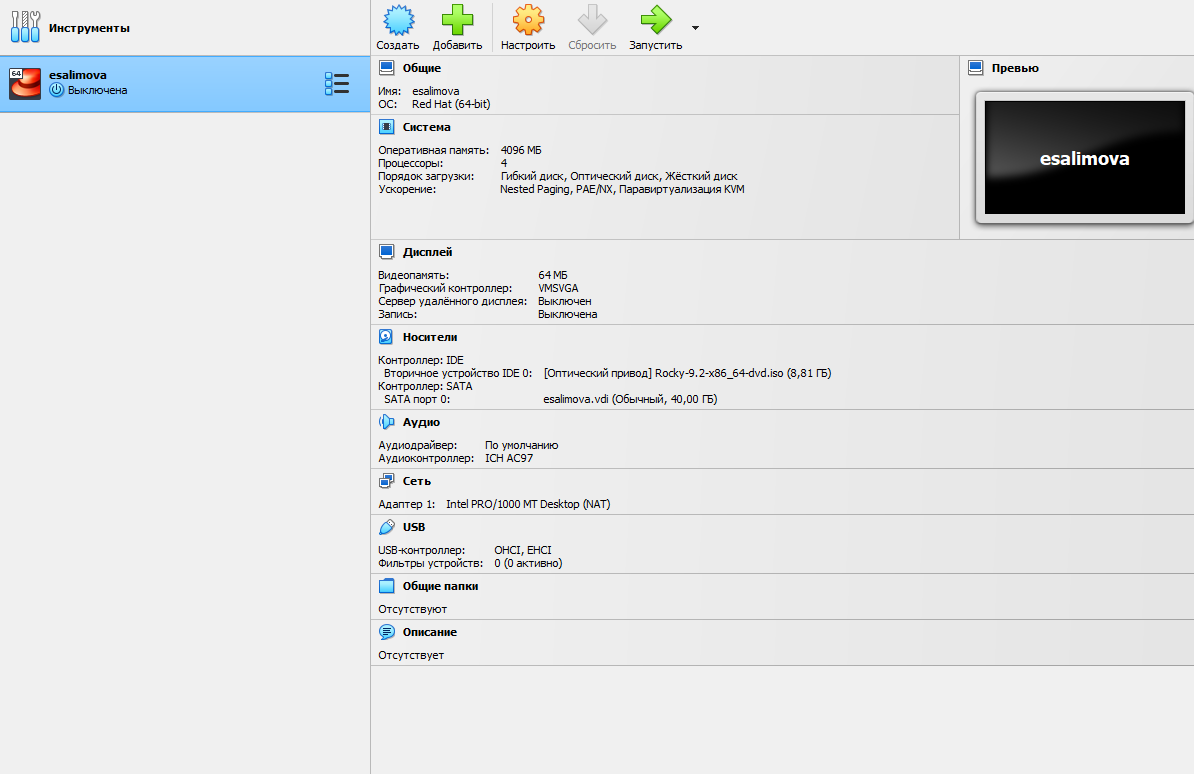 Инструменты
64
esalimova
Выключена
Создать Добавить Настроить Сбросить Запустить
Общие
Имя: esalimova
ОС: Red Hat (64-bit)
Система
Оперативная память: 4096 МБ
Процессоры: 4
Порядок загрузки: Гибкий диск, Оптический диск, Жёсткий диск
Ускорение: Nested Paging, PAE/NX, Паравиртуализация KVM
Превью
esalimova
Дисплей
Видеопамять: 64 МБ
Графический контроллер: VMSVGA
Сервер удалённого дисплея: Выключен
Запись: Выключена
Носители
Контроллер: IDE
Вторичное устройство IDE 0: [Оптический привод] Rocky-9.2-x86_64-dvd.iso (8,81 ГБ)
Контроллер: SATA
SATA порт 0: esalimova.vdi (Обычный, 40,00 ГБ)
Аудио
Аудиодрайвер: По умолчанию
Аудиоконтроллер: ICH AC97
Сеть
Адаптер 1: Intel PRO/1000 MT Desktop (NAT)
USB
USB-контроллер: OHCI, EHCI
Фильтры устройств: 0 (0 активно)
Общие папки
Отсутствуют
Описание
Отсутствует